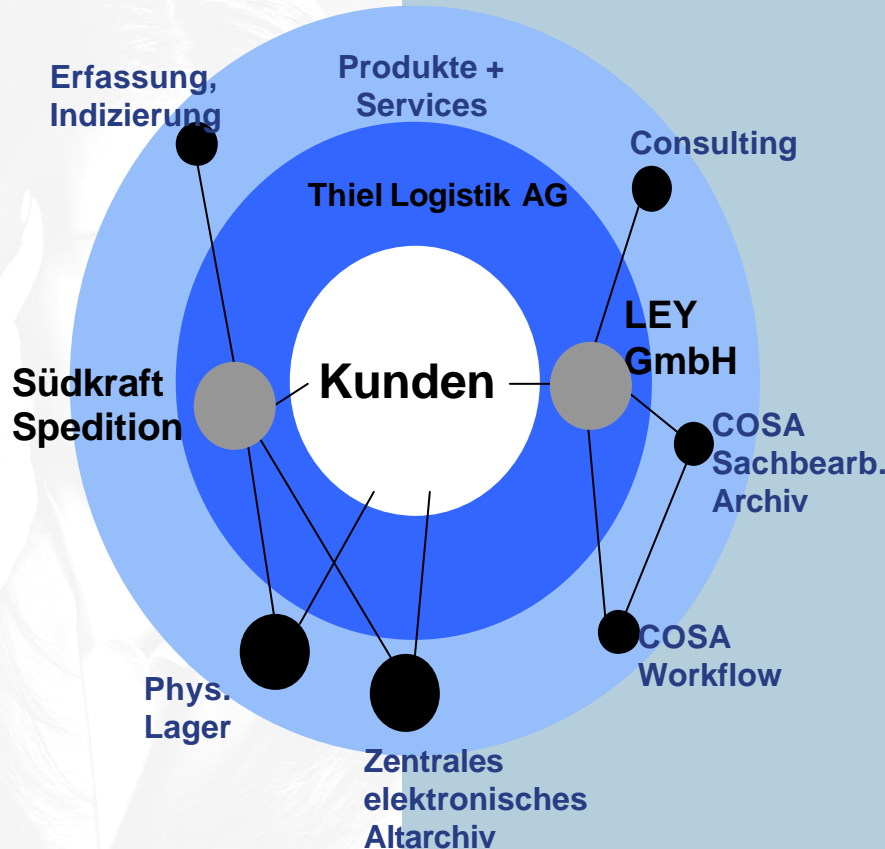 Erfassung,
Indizierung
Produkte +
Services
Consulting
Thiel Logistik AG
LEY
GmbH
Kunden
Südkraft
Spedition
COSA
Sachbearb.
Archiv
COSA
Workflow
Phys.
Lager
Zentrales
elektronisches
Altarchiv